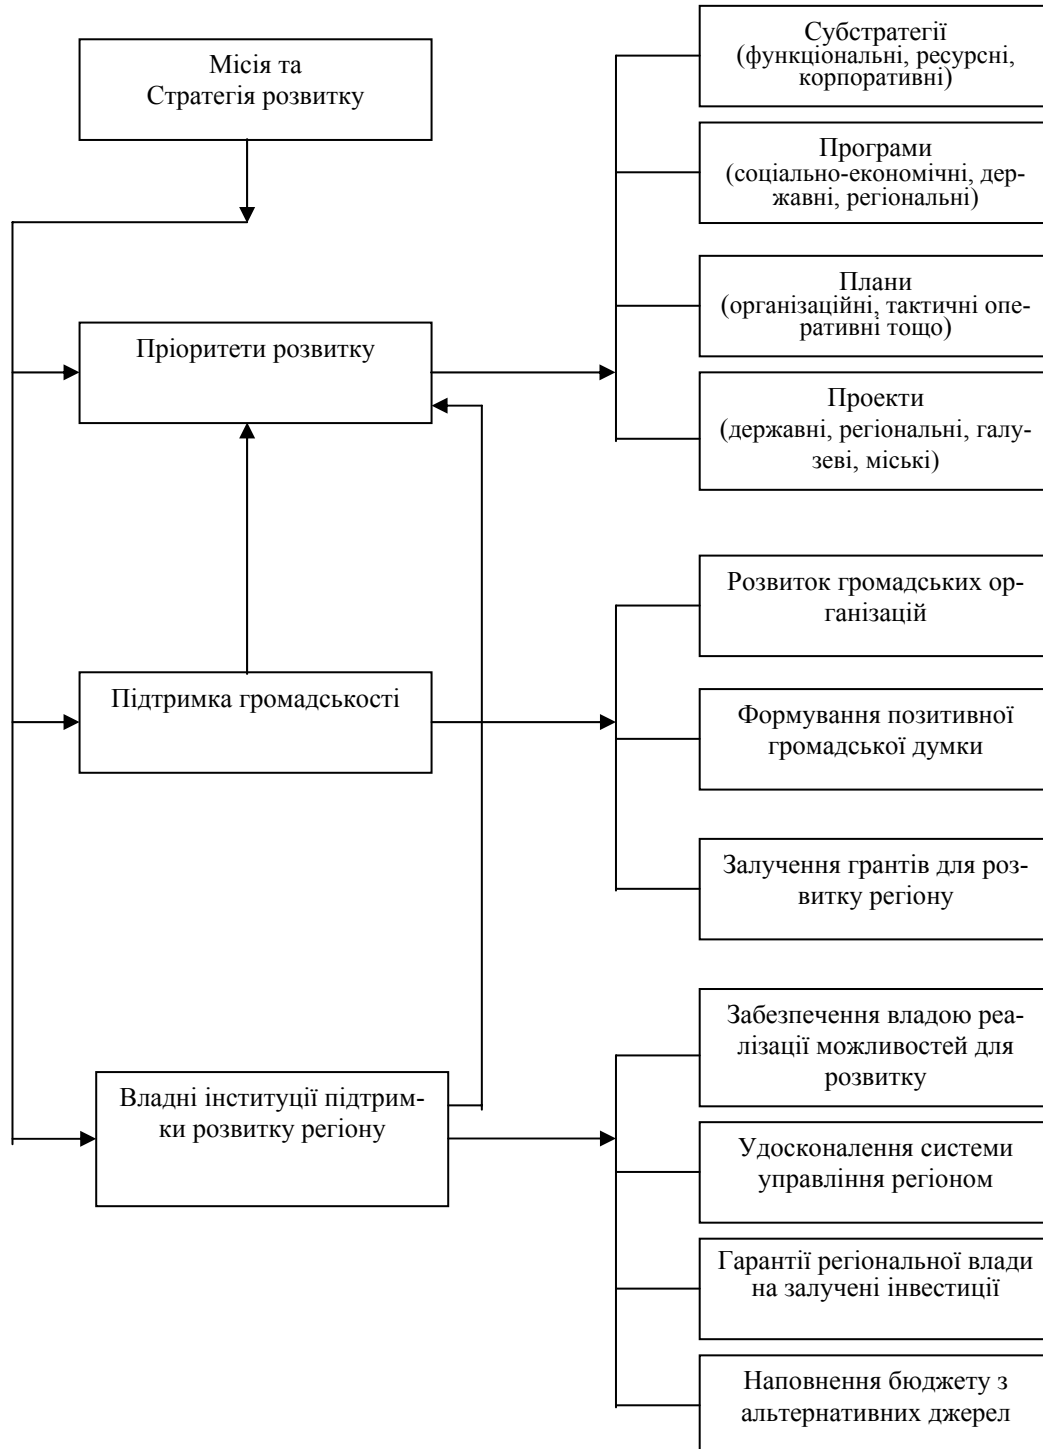 Місія та
Стратегія розвитку
Субстратегії
(функціональні, ресурсні,
корпоративні)
Програми
(соціально-економічні, дер-
жавні, регіональні)
Плани
(організаційні, тактичні опе-
ративні тощо)
Пріоритети розвитку
Проекти
(державні, регіональні, галу-
зеві, міські)
Розвиток громадських ор-
ганізацій
Підтримка громадськості
Формування позитивної
громадської думки
Залучення грантів для роз-
витку регіону
Забезпечення владою реа-
лізації можливостей для
розвитку
Владні інституції підтрим-
ки розвитку регіону
Удосконалення системи
управління регіоном
Гарантії регіональної влади
на залучені інвестиції
Наповнення бюджету з
альтернативних джерел